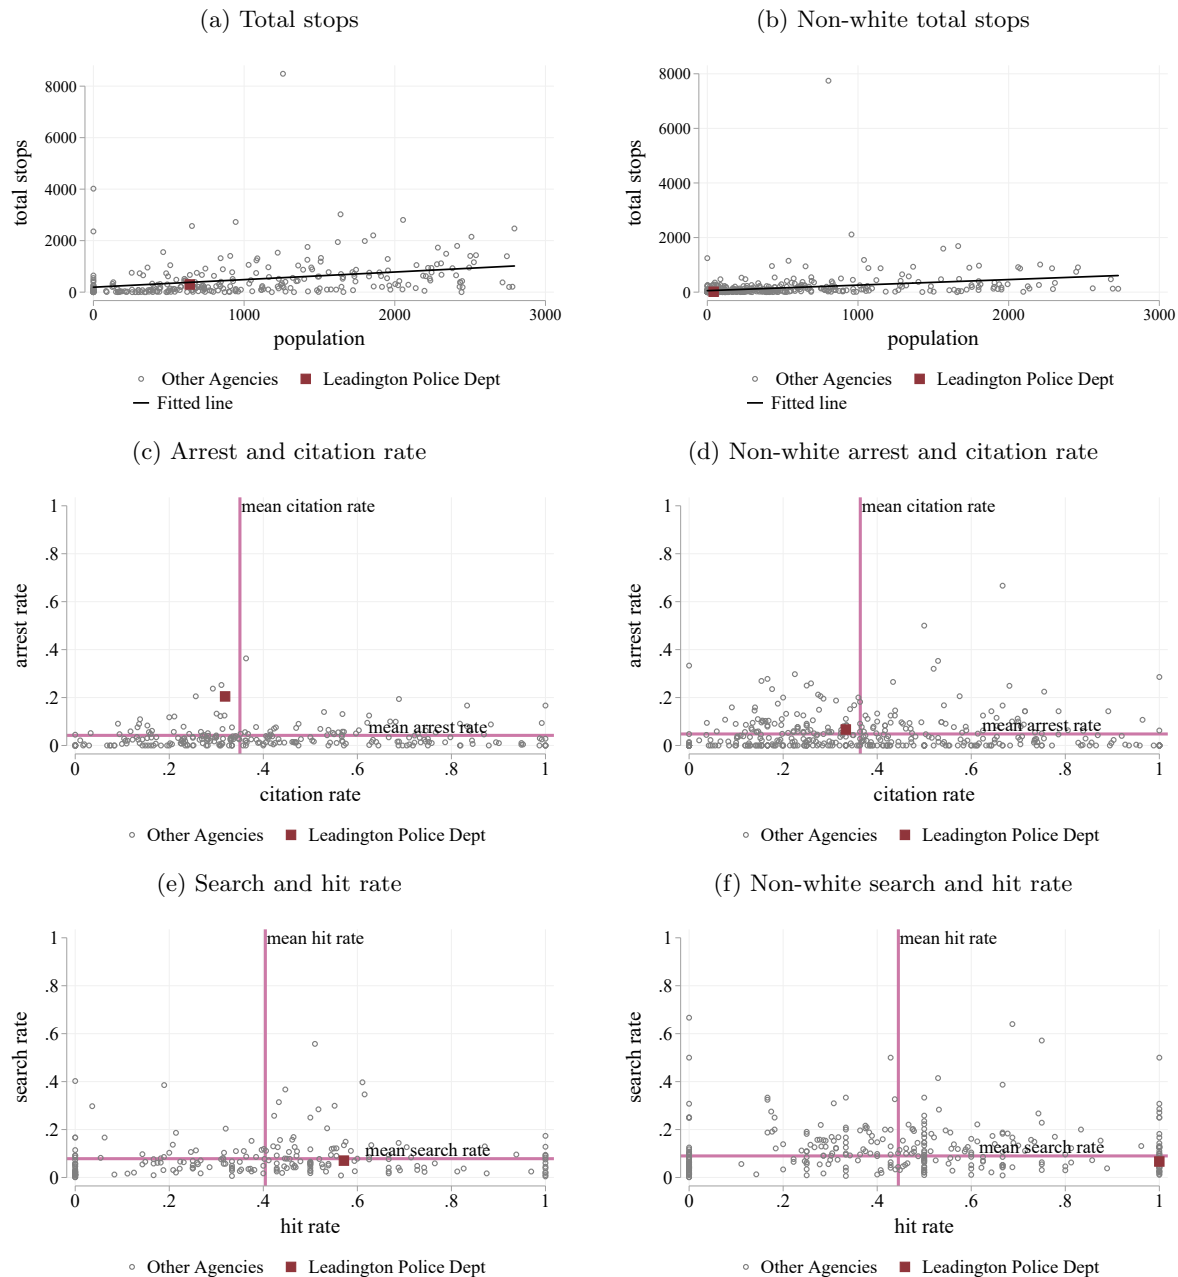 (a) Total stops
(b) Non-white total stops
total stops
8000
6000
4000
2000
0
0 1000 2000 3000
population
Other Agencies Leadington Police Dept
Fitted line
total stops
8000
6000
4000
2000
0
0 1000 2000 3000
population
Other Agencies Leadington Police Dept
Fitted line
(c) Arrest and citation rate
(d) Non-white arrest and citation rate
arrest rate
1
.8
.6
.4
.2
0
mean citation rate
mean arrest rate
0 .2 .4 .6 .8 1
citation rate
Other Agencies Leadington Police Dept
arrest rate
1
.8
.6
.4
.2
0
mean citation rate
mean arrest rate
0 .2 .4 .6 .8 1
citation rate
Other Agencies Leadington Police Dept
(e) Search and hit rate
(f) Non-white search and hit rate
search rate
1
.8
.6
.4
.2
0
mean hit rate
mean search rate
0 .2 .4 .6 .8 1
hit rate
Other Agencies Leadington Police Dept
search rate
1
.8
.6
.4
.2
0
mean hit rate
mean search rate
0 .2 .4 .6 .8 1
hit rate
Other Agencies Leadington Police Dept